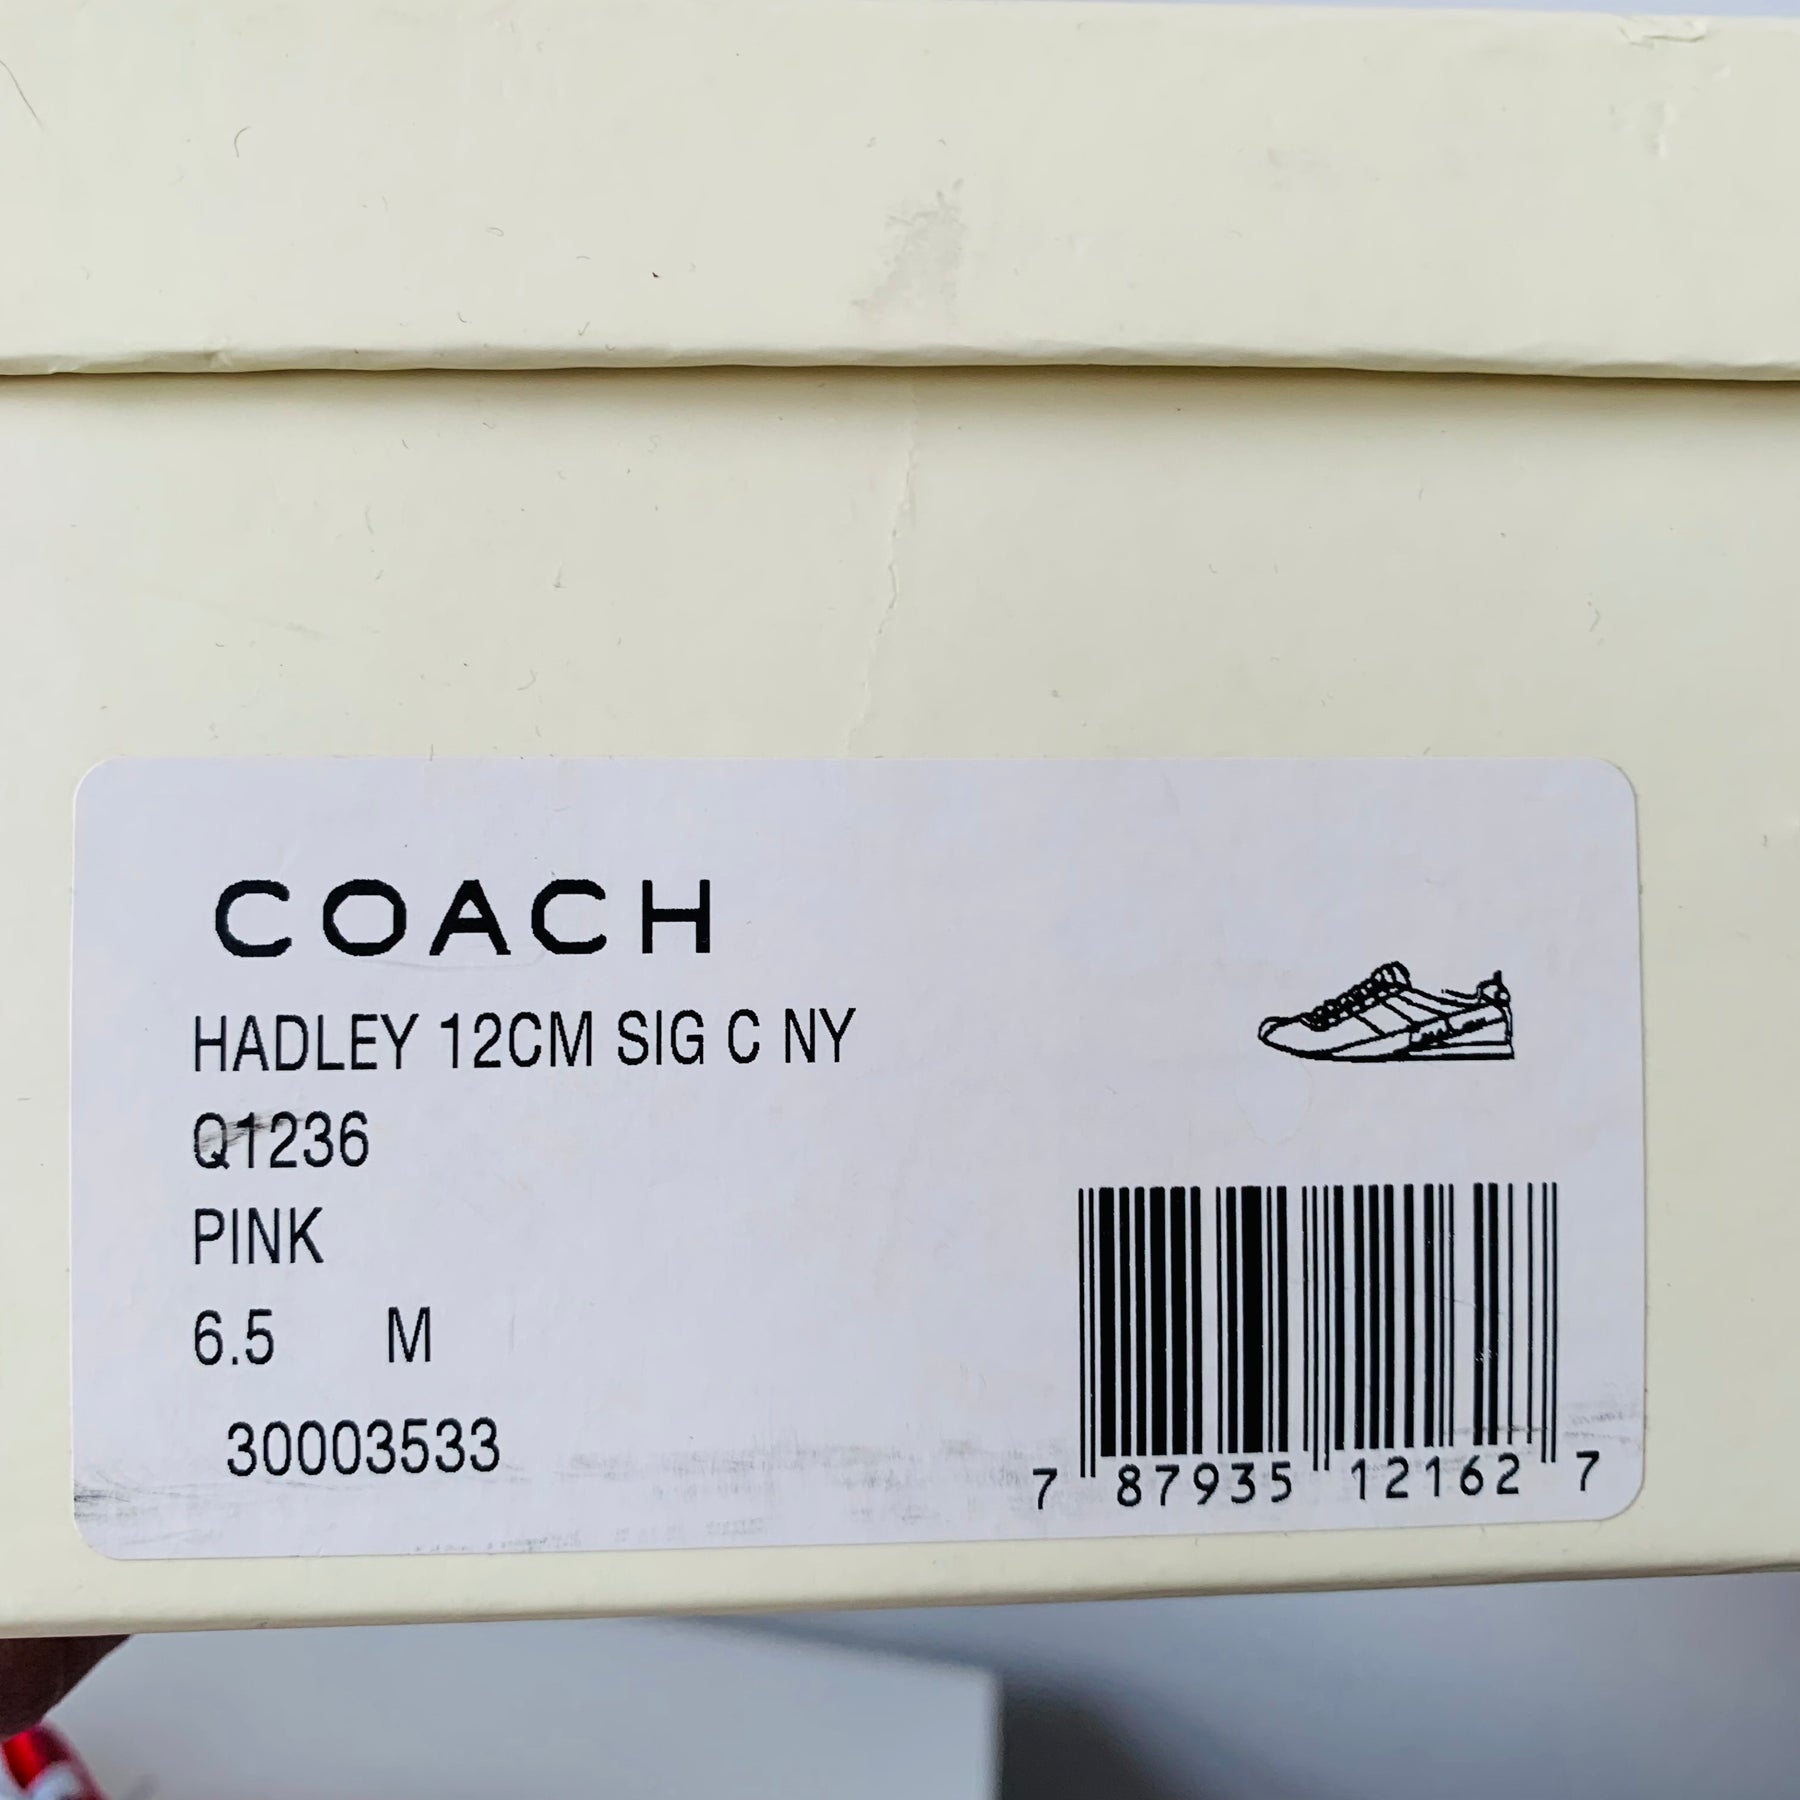 COACH
HADLEY 12CM SIG C NY
Q1236
PINK
6.5 M
30003533
7 87935 12162 7